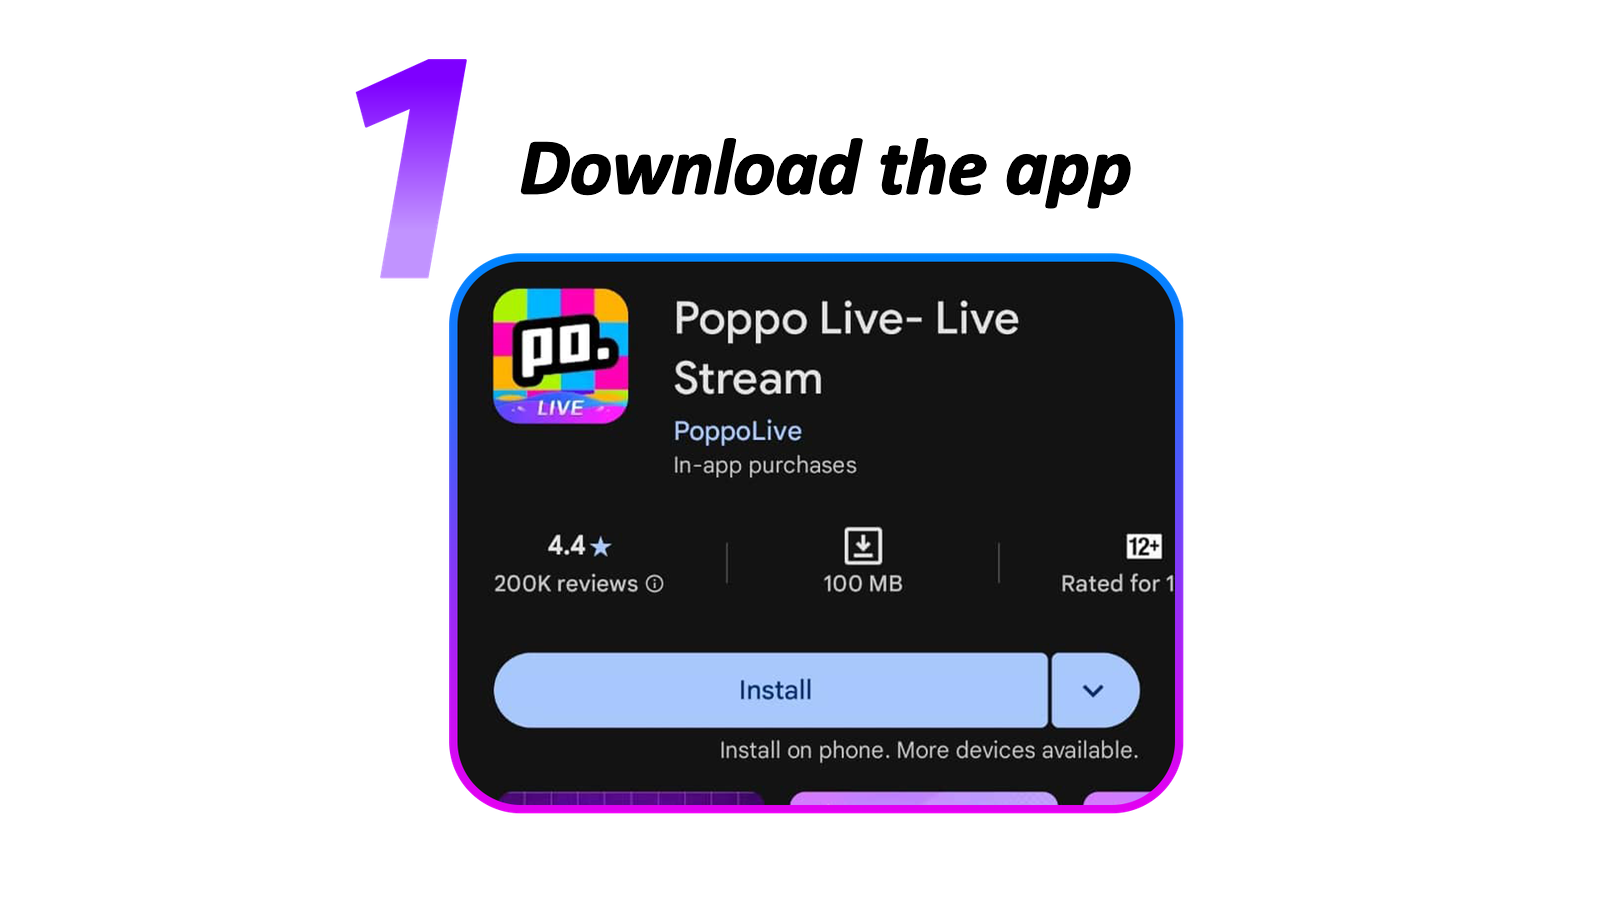 1
Download the app
po.
LIVE
Poppo Live- Live
Stream
PoppoLive
In-app purchases
4.4★
200K reviews
100 MB
12+
Rated for 1
Install
Install on phone. More devices available.